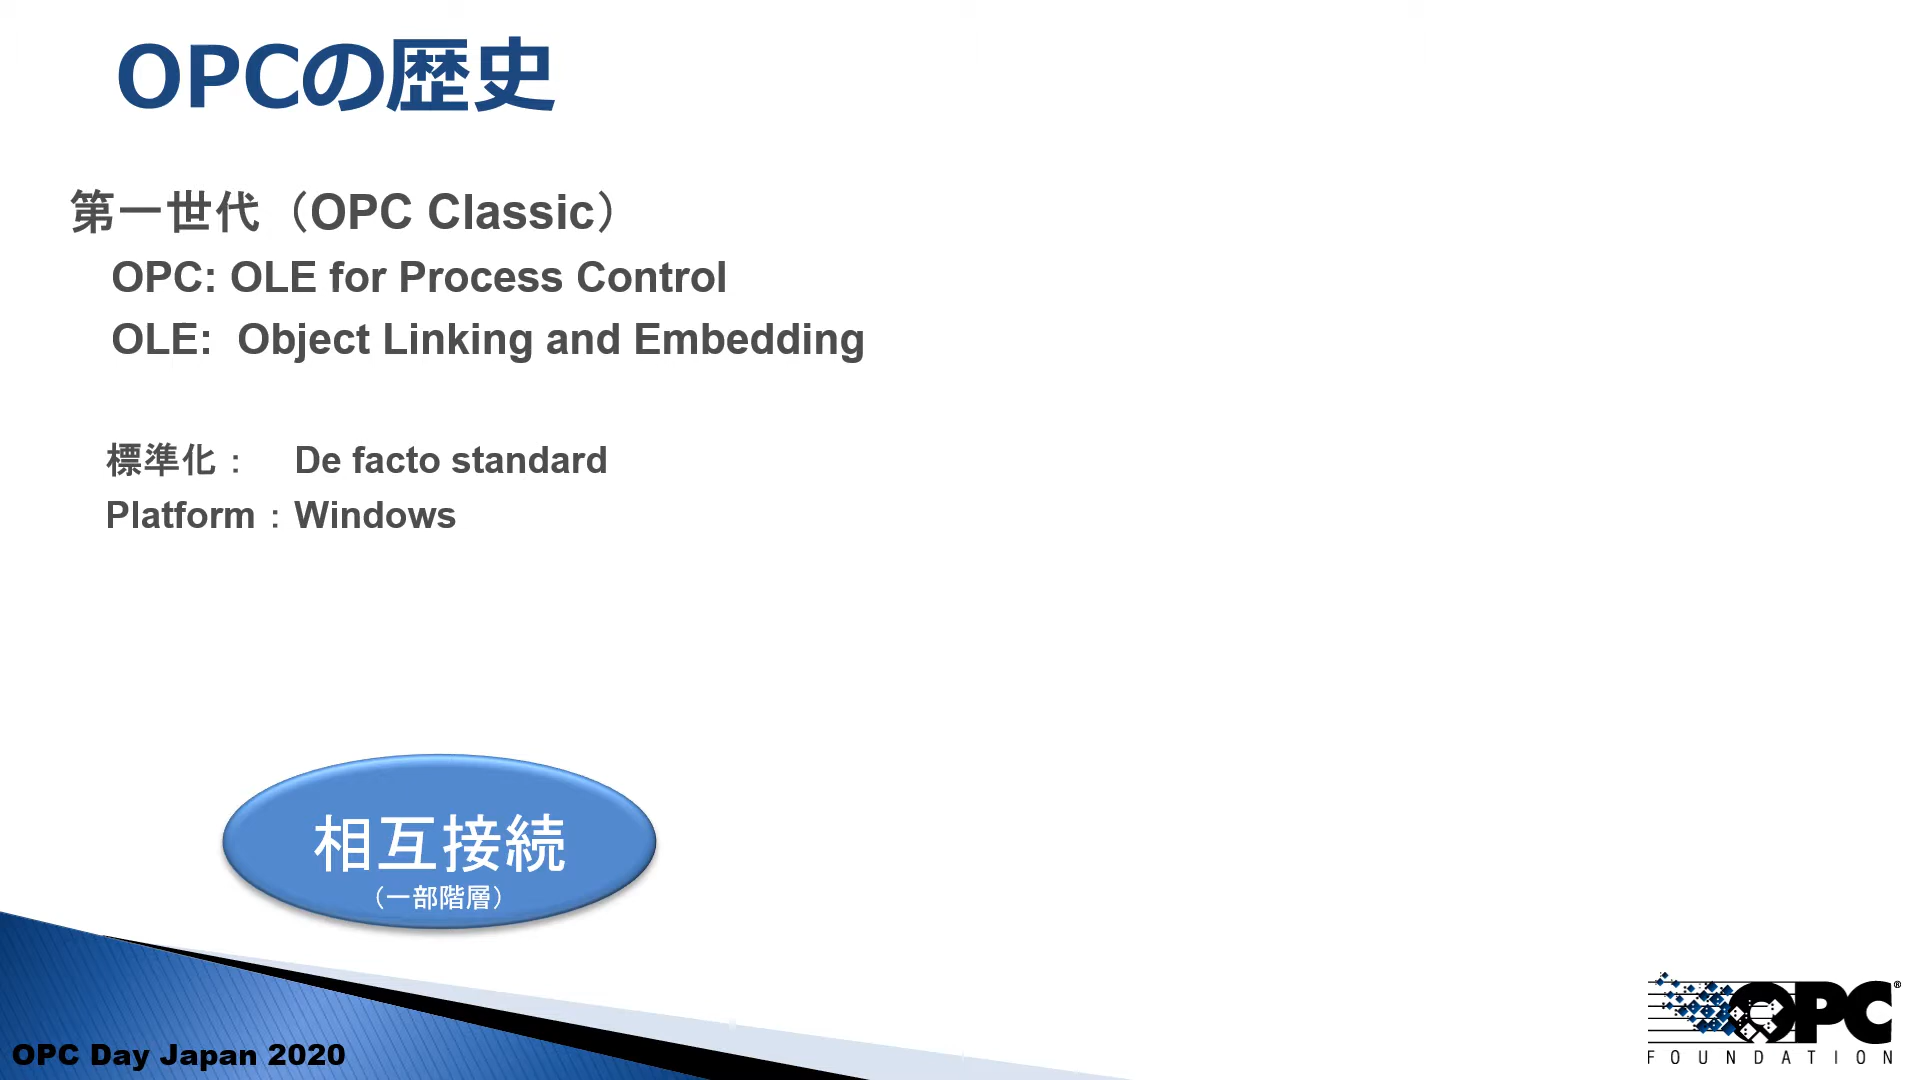 OPCの歴史
第一世代（OPC Classic）
OPC: OLE for Process Control
OLE:  Object Linking and Embedding
標準化：　De facto standard
Platform：Windows
相互接続
（一部階層）
OPC Day Japan 2020
OPC®
FOUNDATION